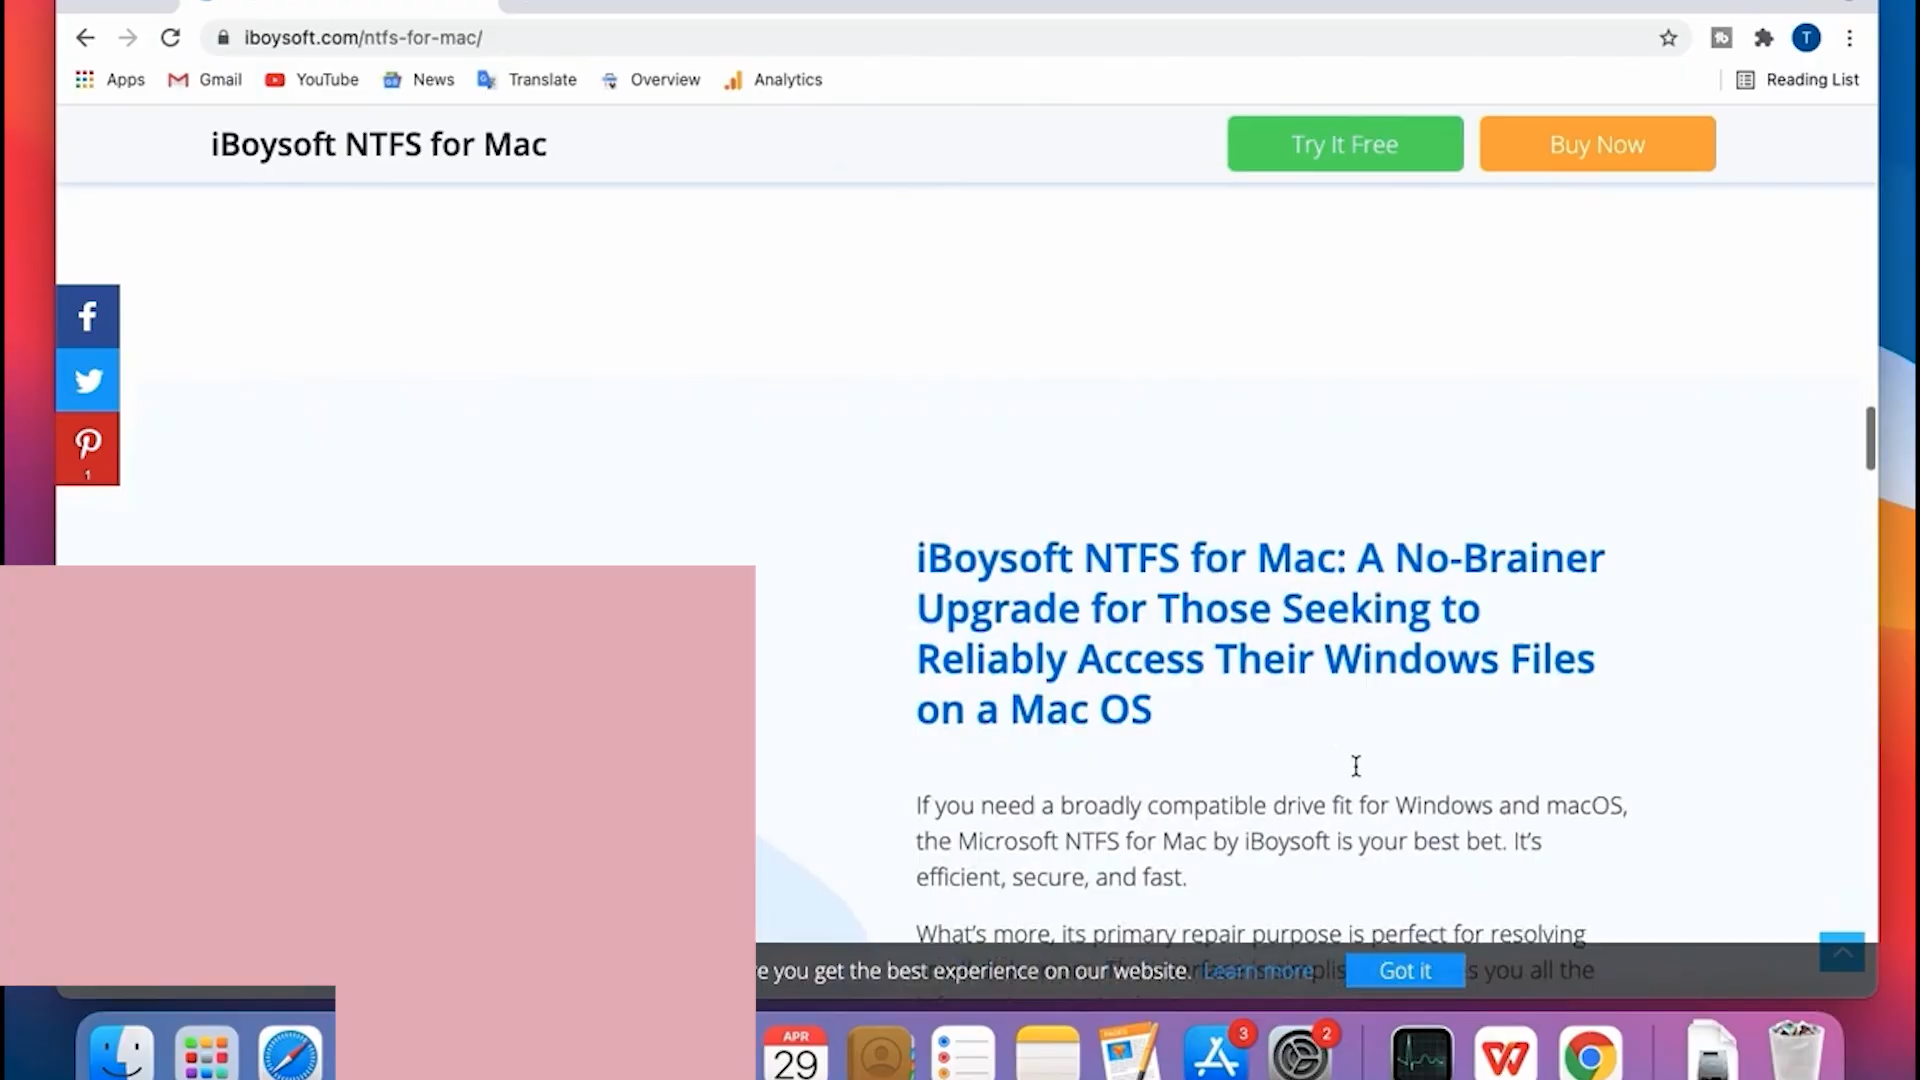 iboysoft.com/ntfs-for-mac/
Apps Gmail YouTube News Translate Overview Analytics Reading List
T
iBoysoft NTFS for Mac Try It Free Buy Now
1
iBoysoft NTFS for Mac: A No-Brainer
Upgrade for Those Seeking to
Reliably Access Their Windows Files
on a Mac OS
If you need a broadly compatible drive fit for Windows and macOS,
the Microsoft NTFS for Mac by iBoysoft is your best bet. It's
efficient, secure, and fast.
What's more, its primary repair purpose is perfect for resolving
you get the best experience on our website. Learn more Got it
s you all the
APR 3 2
29
PAGES